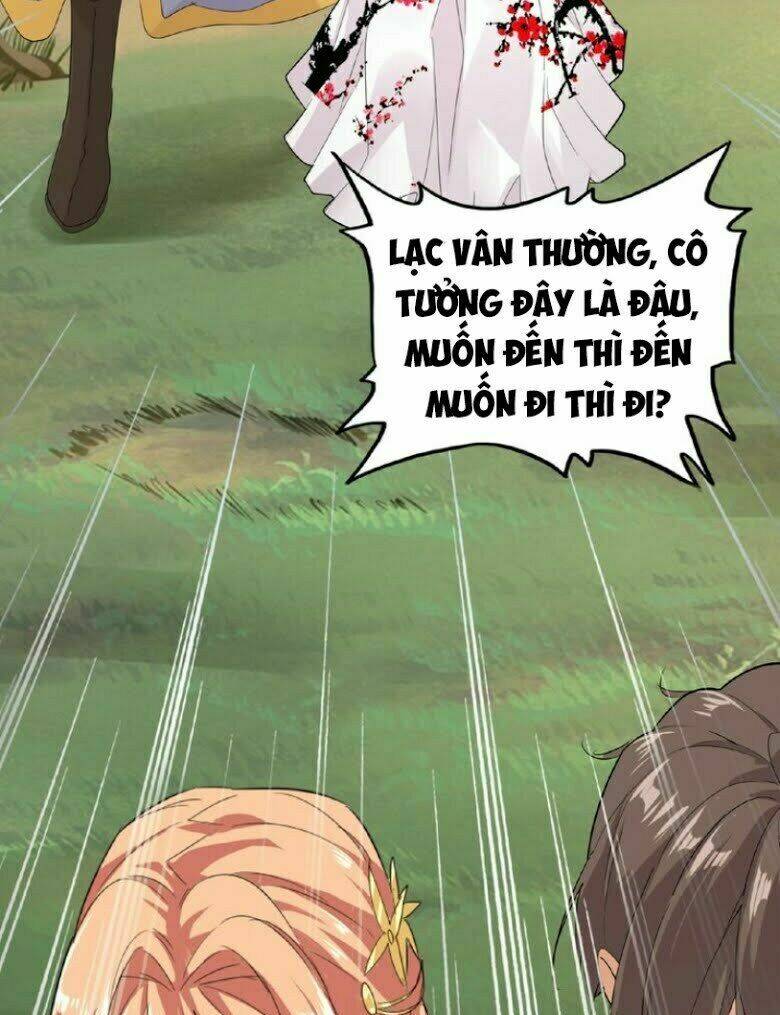 LẠC VÂN THƯỜNG, CÔ
TƯỞNG ĐÂY LÀ ĐÂU,
MUỐN ĐẾN THÌ ĐẾN
MUỐN ĐI THÌ ĐI?